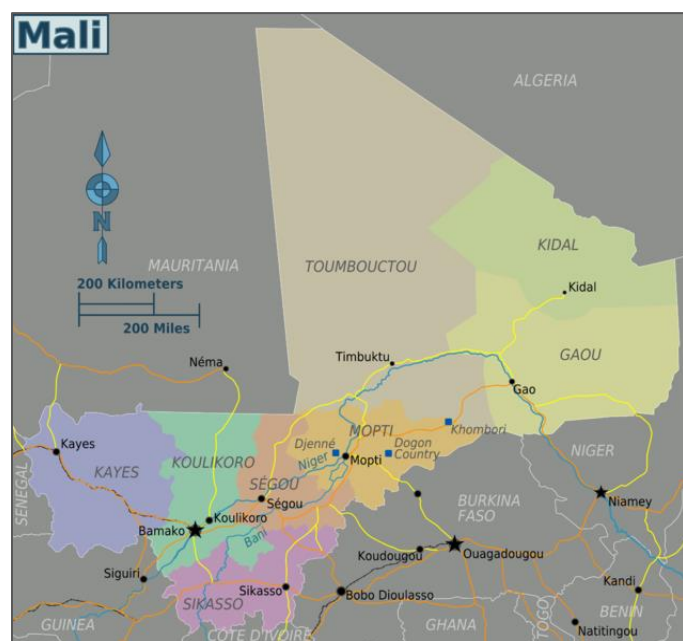 Mali
ALGERIA
N
MAURITANIA
TOUMBOUCTOU
KIDAL
200 Kilometers
Kidal
200 Miles
Néma
Timbuktu
GAOU
Gao
Khombori
MOPTI
Djenné
Dogon
Country
Kayes
KOULIKORO
Niger
Mopti
NIGER
KAYES
SENEGAL
SÉGOU
Ségou
BURKINA
FASO
Niamey
Koulikoro
Bamako
Bani
Koudougou
Ouagadougou
Siguiri
Sikasso
Bobo Dioulasso
Kandi
SIKASSO
GUINEA
BENIN
TOGO
Natitingou
GHANA
CÔTE D'IVOIRE